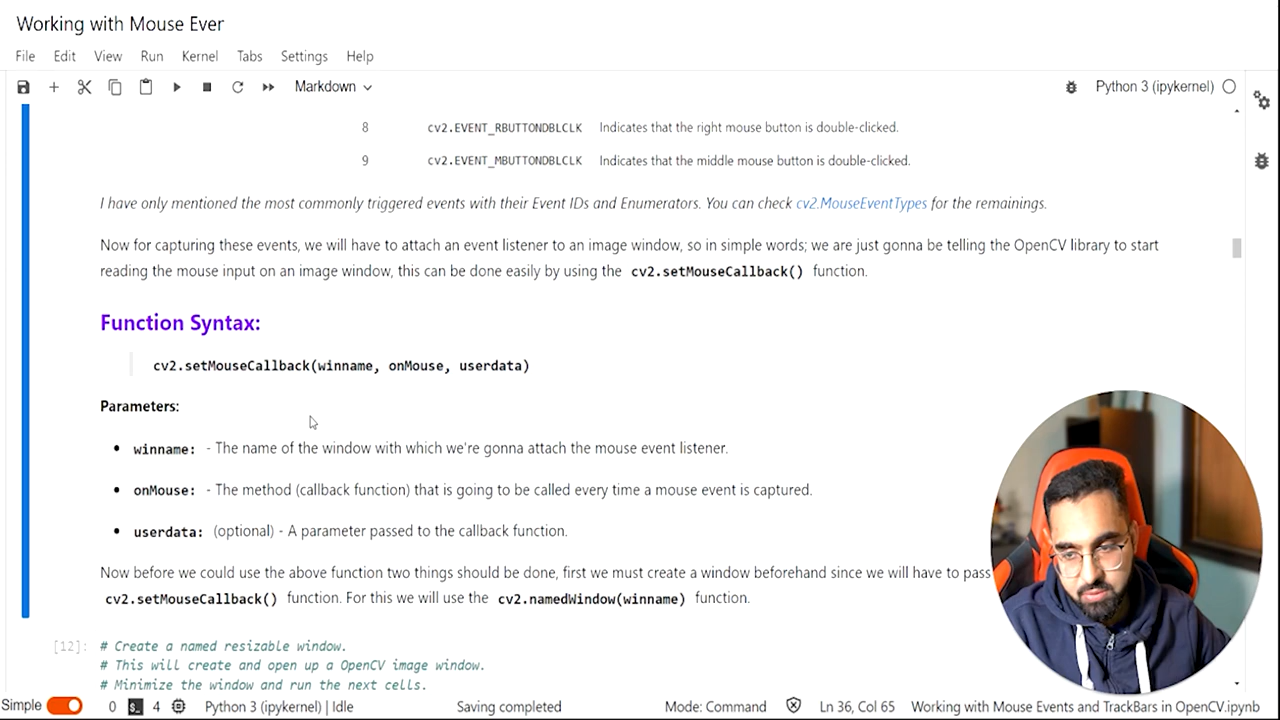 Working with Mouse Ever
File Edit View Run Kernel Tabs Settings Help
Markdown Python 3 (ipykernel)
8 cv2.EVENT_RBUTTONDBLCLK Indicates that the right mouse button is double-clicked.
9 cv2.EVENT_MBUTTONDBLCLK Indicates that the middle mouse button is double-clicked.
I have only mentioned the most commonly triggered events with their Event IDs and Enumerators. You can check cv2.MouseEventTypes for the remainings.
Now for capturing these events, we will have to attach an event listener to an image window, so in simple words; we are just gonna be telling the OpenCV library to start
reading the mouse input on an image window, this can be done easily by using the cv2.setMouseCallback() function.
Function Syntax:
cv2.setMouseCallback(winname, onMouse, userdata)
Parameters:
• winname: - The name of the window with which we're gonna attach the mouse event listener.
• onMouse: - The method (callback function) that is going to be called every time a mouse event is captured.
• userdata: (optional) - A parameter passed to the callback function.
Now before we could use the above function two things should be done, first we must create a window beforehand since we will have to pass
cv2.setMouseCallback() function. For this we will use the cv2.namedWindow(winname) function.
[12]: # Create a named resizable window.
# This will create and open up a OpenCV image window.
# Minimize the window and run the next cells.
Simple 0 $_ 4 Python 3 (ipykernel) | Idle Saving completed Mode: Command Ln 36, Col 65 Working with Mouse Events and TrackBars in OpenCV.ipynb